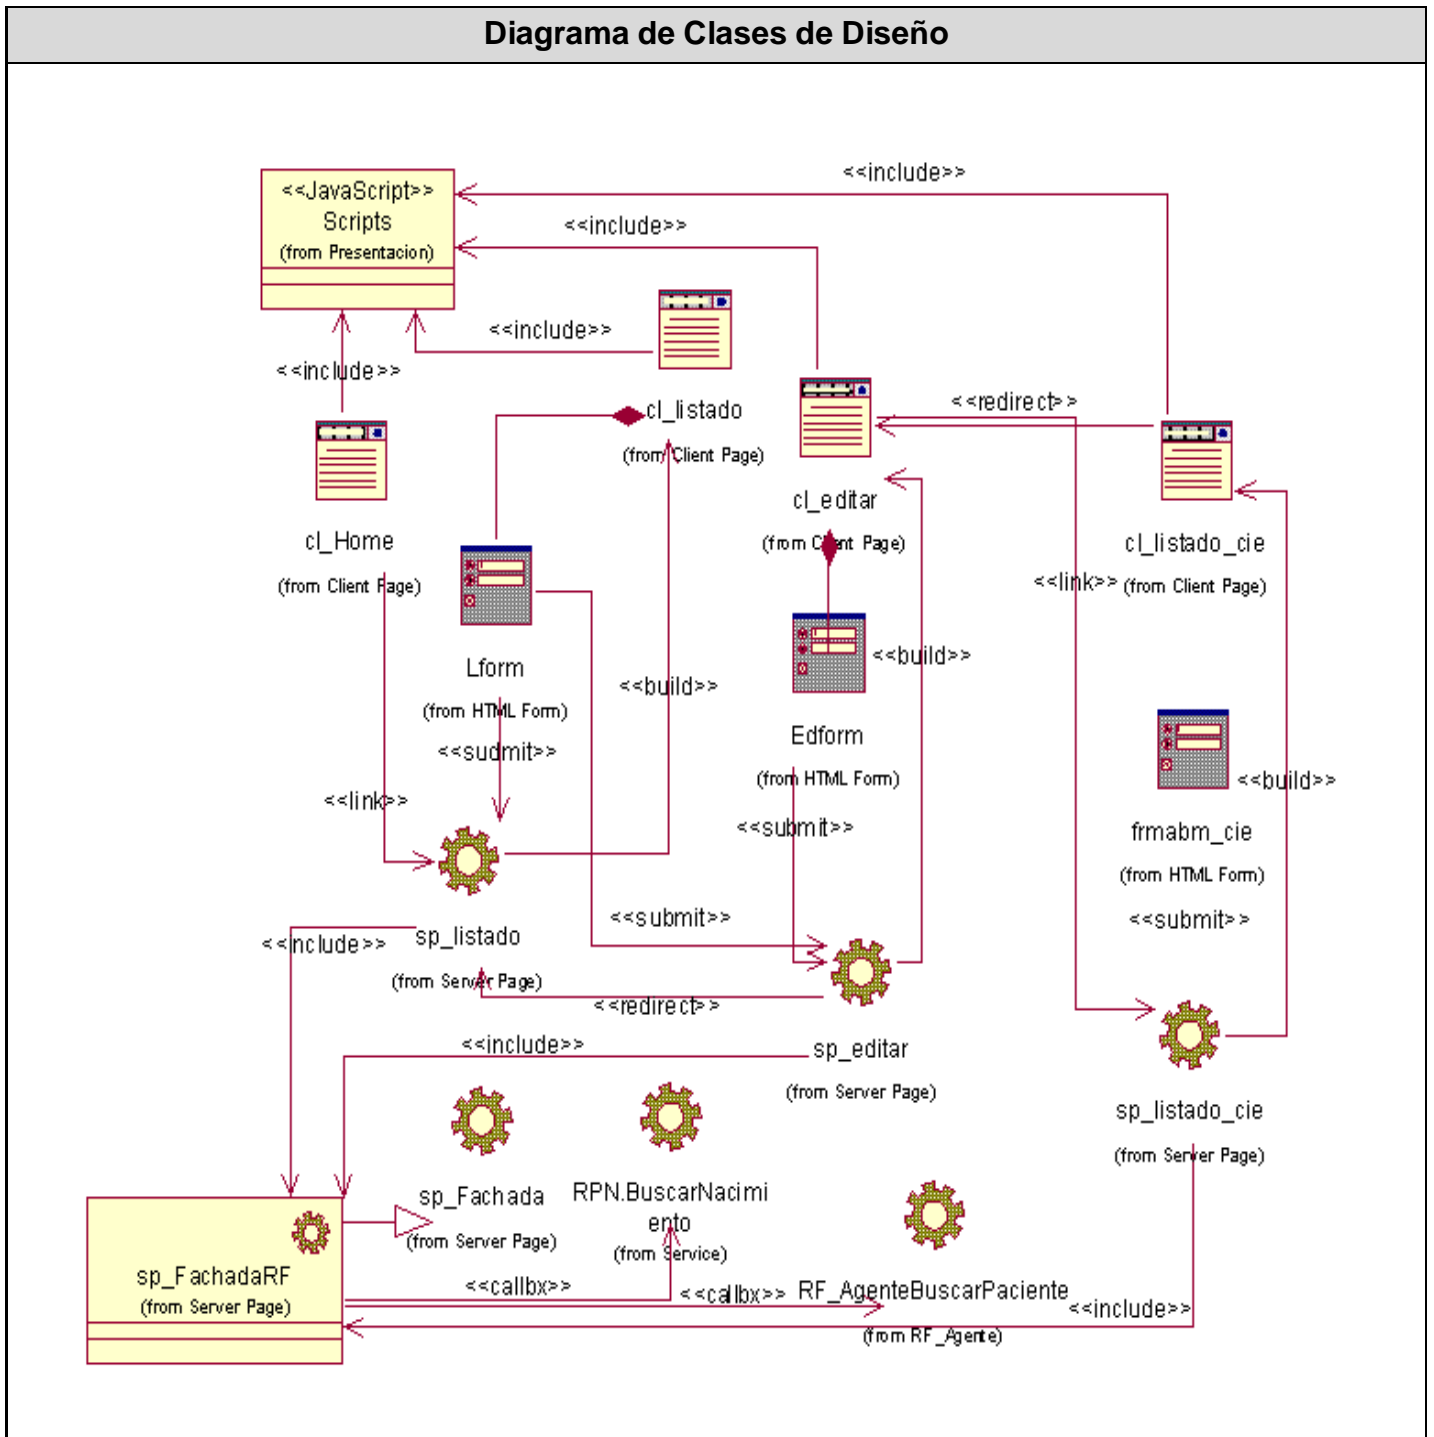 Diagrama de Clases de Diseño
<<include>>
<<JavaScript>>
Scripts
(from Presentacion)
<<include>>
<<include>>
<<include>>
cl_listado
(from Client Page)
<<redirect>>
cl_editar
(from Client Page)
cl_Home
(from Client Page)
cl_listado_cie
(from Client Page)
<<link>>
Lform
(from HTML Form)
<<sudmit>>
<<build>>
<<build>>
Edform
(from HTML Form)
<<submit>>
<<build>>
frmabm_cie
(from HTML Form)
<<submit>>
<<link>>
<<submit>>
<<include>>
sp_listado
(from Server Page)
<<redirect>>
<<include>>
sp_editar
(from Server Page)
sp_listado_cie
(from Server Page)
sp_Fachada
(from Server Page)
RPN.BuscarNacimi
ento
(from Service)
sp_FachadaRF
(from Server Page)
<<callbx>>
<<callbx>>
RF_AgenteBuscarPaciente
(from RF_Agente)
<<include>>